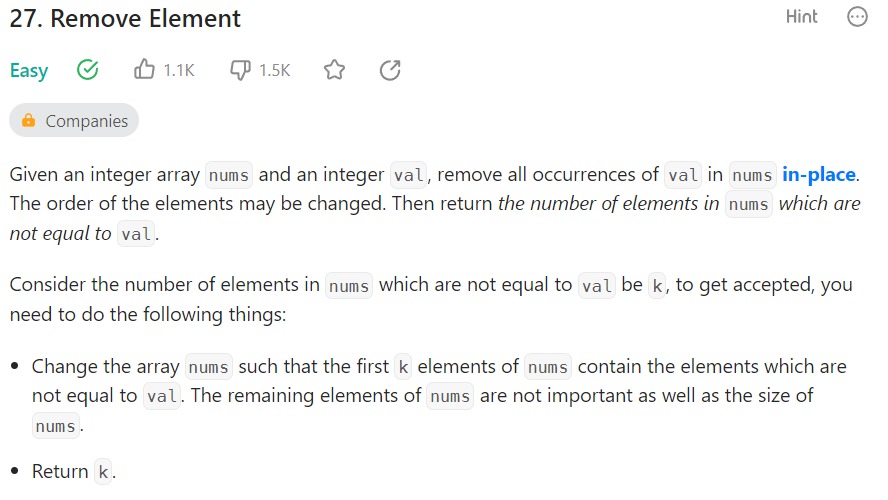 27. Remove Element
Hint
Easy
1.1K
1.5K
Companies
Given an integer array nums and an integer val, remove all occurrences of val in nums in-place.
The order of the elements may be changed. Then return the number of elements in nums which are
not equal to val.
Consider the number of elements in nums which are not equal to val be k, to get accepted, you
need to do the following things:
• Change the array nums such that the first k elements of nums contain the elements which are
not equal to val. The remaining elements of nums are not important as well as the size of
nums.
• Return k.